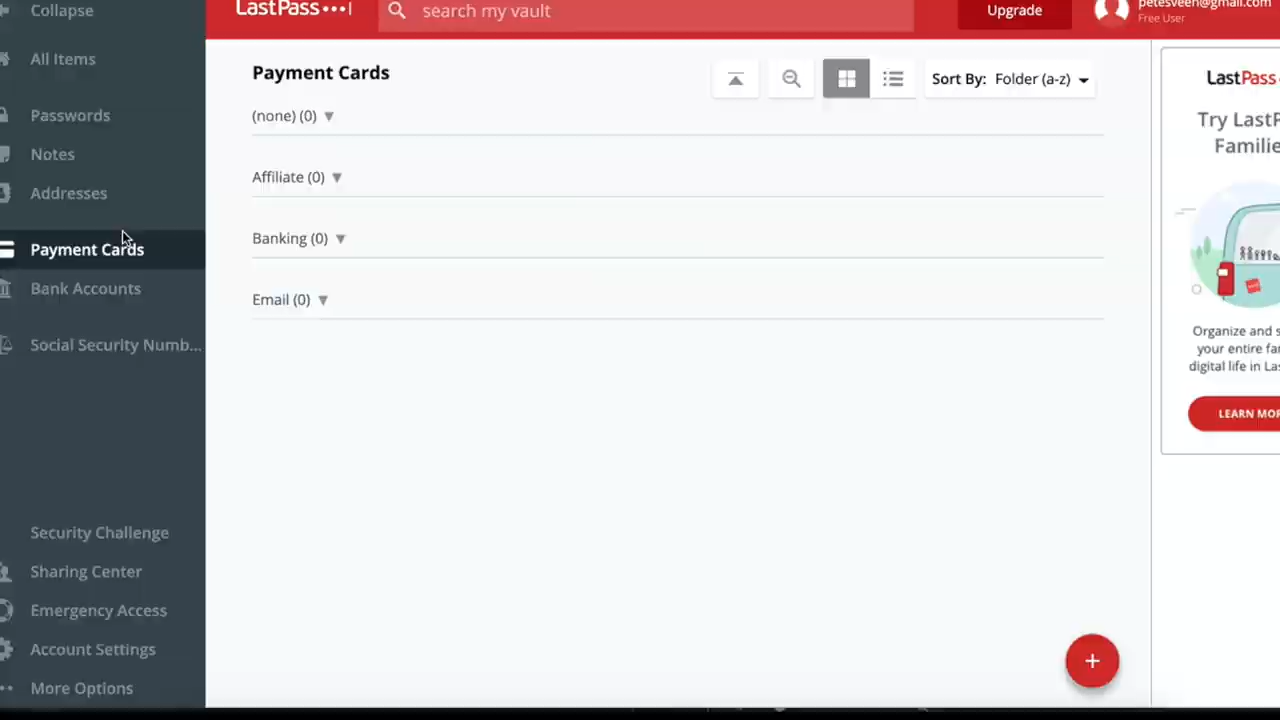 Collapse
All Items
Passwords
Notes
Addresses
Payment Cards
Bank Accounts
Social Security Numb...
Security Challenge
Sharing Center
Emergency Access
Account Settings
More Options
LastPass
search my vault
Upgrade
petesveen@gmail.com
Free User
Payment Cards
Sort By: Folder (a-z)
(none) (0)
Affiliate (0)
Banking (0)
Email (0)
LastPass
Try LastP
Familie
Organize and s
your entire fa
digital life in Las
LEARN MOR